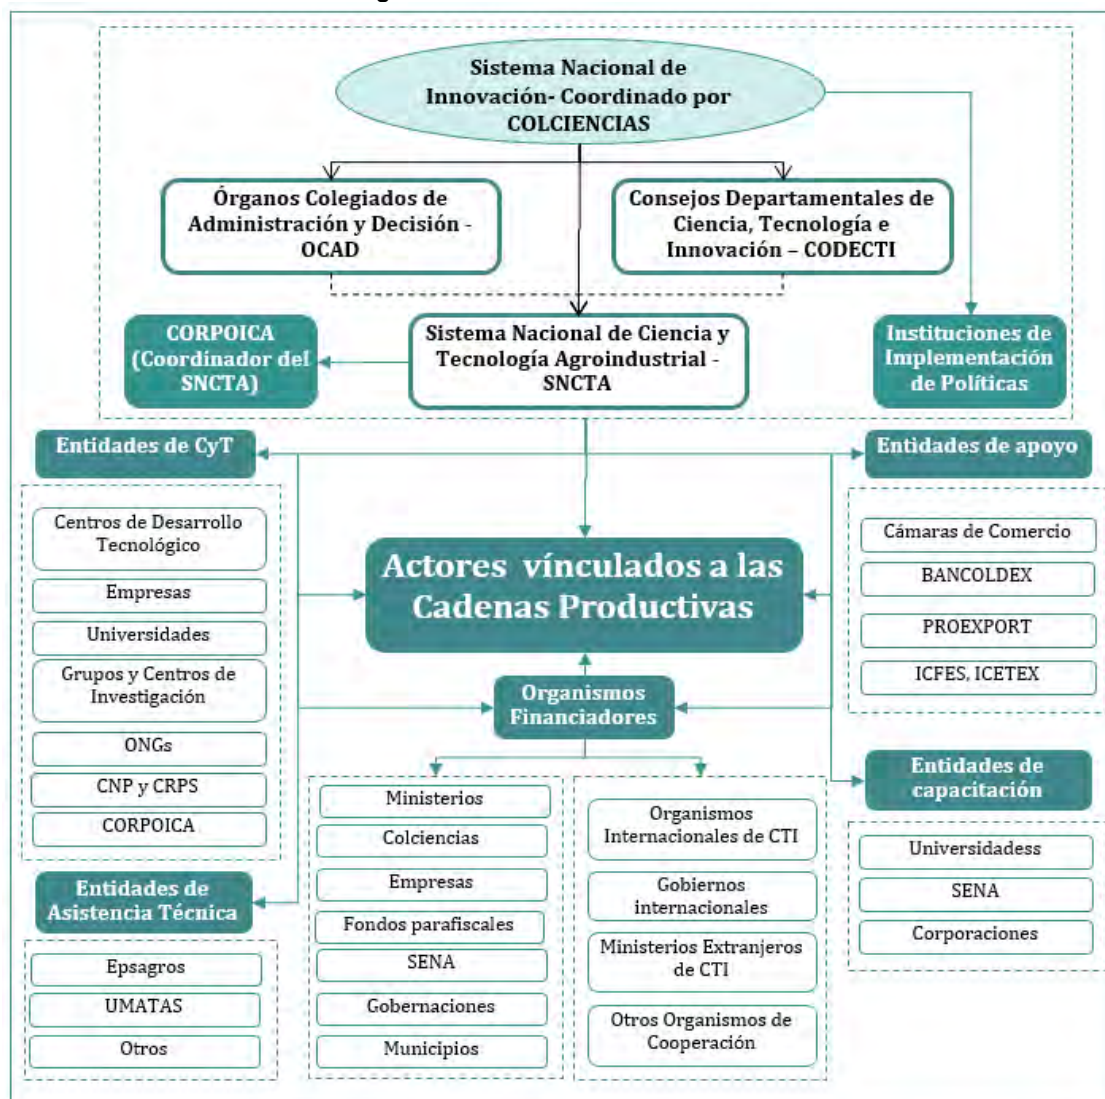 Sistema Nacional de
Innovación- Coordinado por
COLCIENCIAS
Órganos Colegiados de
Administración y Decisión -
OCAD
Consejos Departamentales de
Ciencia, Tecnología e
Innovación – CODECTI
CORPOICA
(Coordinador del
SNCTA)
Sistema Nacional de Ciencia y
Tecnología Agroindustrial -
SNCTA
Instituciones de
Implementación
de Políticas
Entidades de CyT
Entidades de apoyo
Centros de Desarrollo
Tecnológico
Empresas
Universidades
Grupos y Centros de
Investigación
ONGs
CNP y CRPS
CORPOICA
Actores vínculados a las
Cadenas Productivas
Cámaras de Comercio
BANCOLDEX
PROEXPORT
ICFES, ICETEX
Organismos
Financiadores
Entidades de
capacitación
Ministerios
Colciencias
Empresas
Fondos parafiscales
SENA
Gobernaciones
Municipios
Organismos
Internacionales de CTI
Gobiernos
internacionales
Ministerios Extranjeros
de CTI
Otros Organismos de
Cooperación
Universidadess
SENA
Corporaciones
Entidades de
Asistencia Técnica
Epsagros
UMATAS
Otros